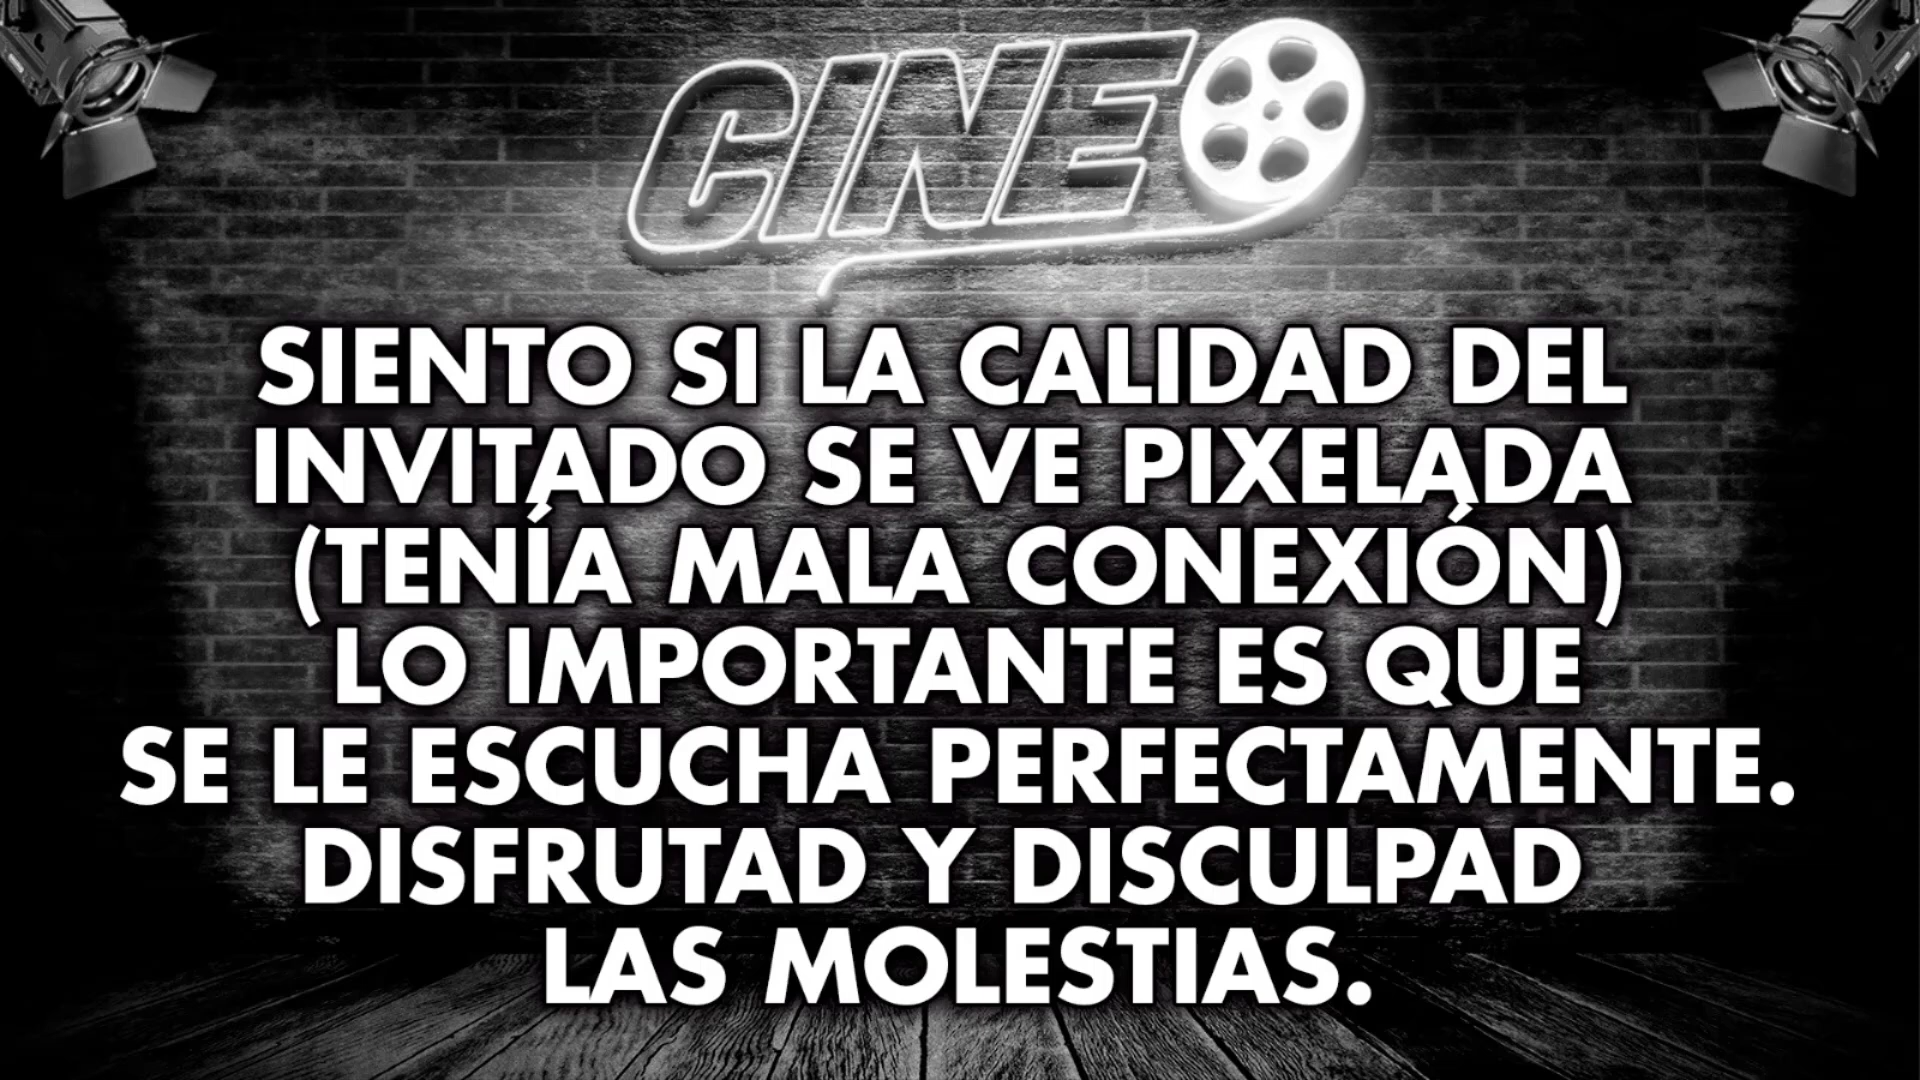 CINE
SIENTO SI LA CALIDAD DEL
INVITADO SE VE PIXELADA
(TENÍA MALA CONEXIÓN)
LO IMPORTANTE ES QUE
SE LE ESCUCHA PERFECTAMENTE.
DISFRUTAD Y DISCULPAD
LAS MOLESTIAS.